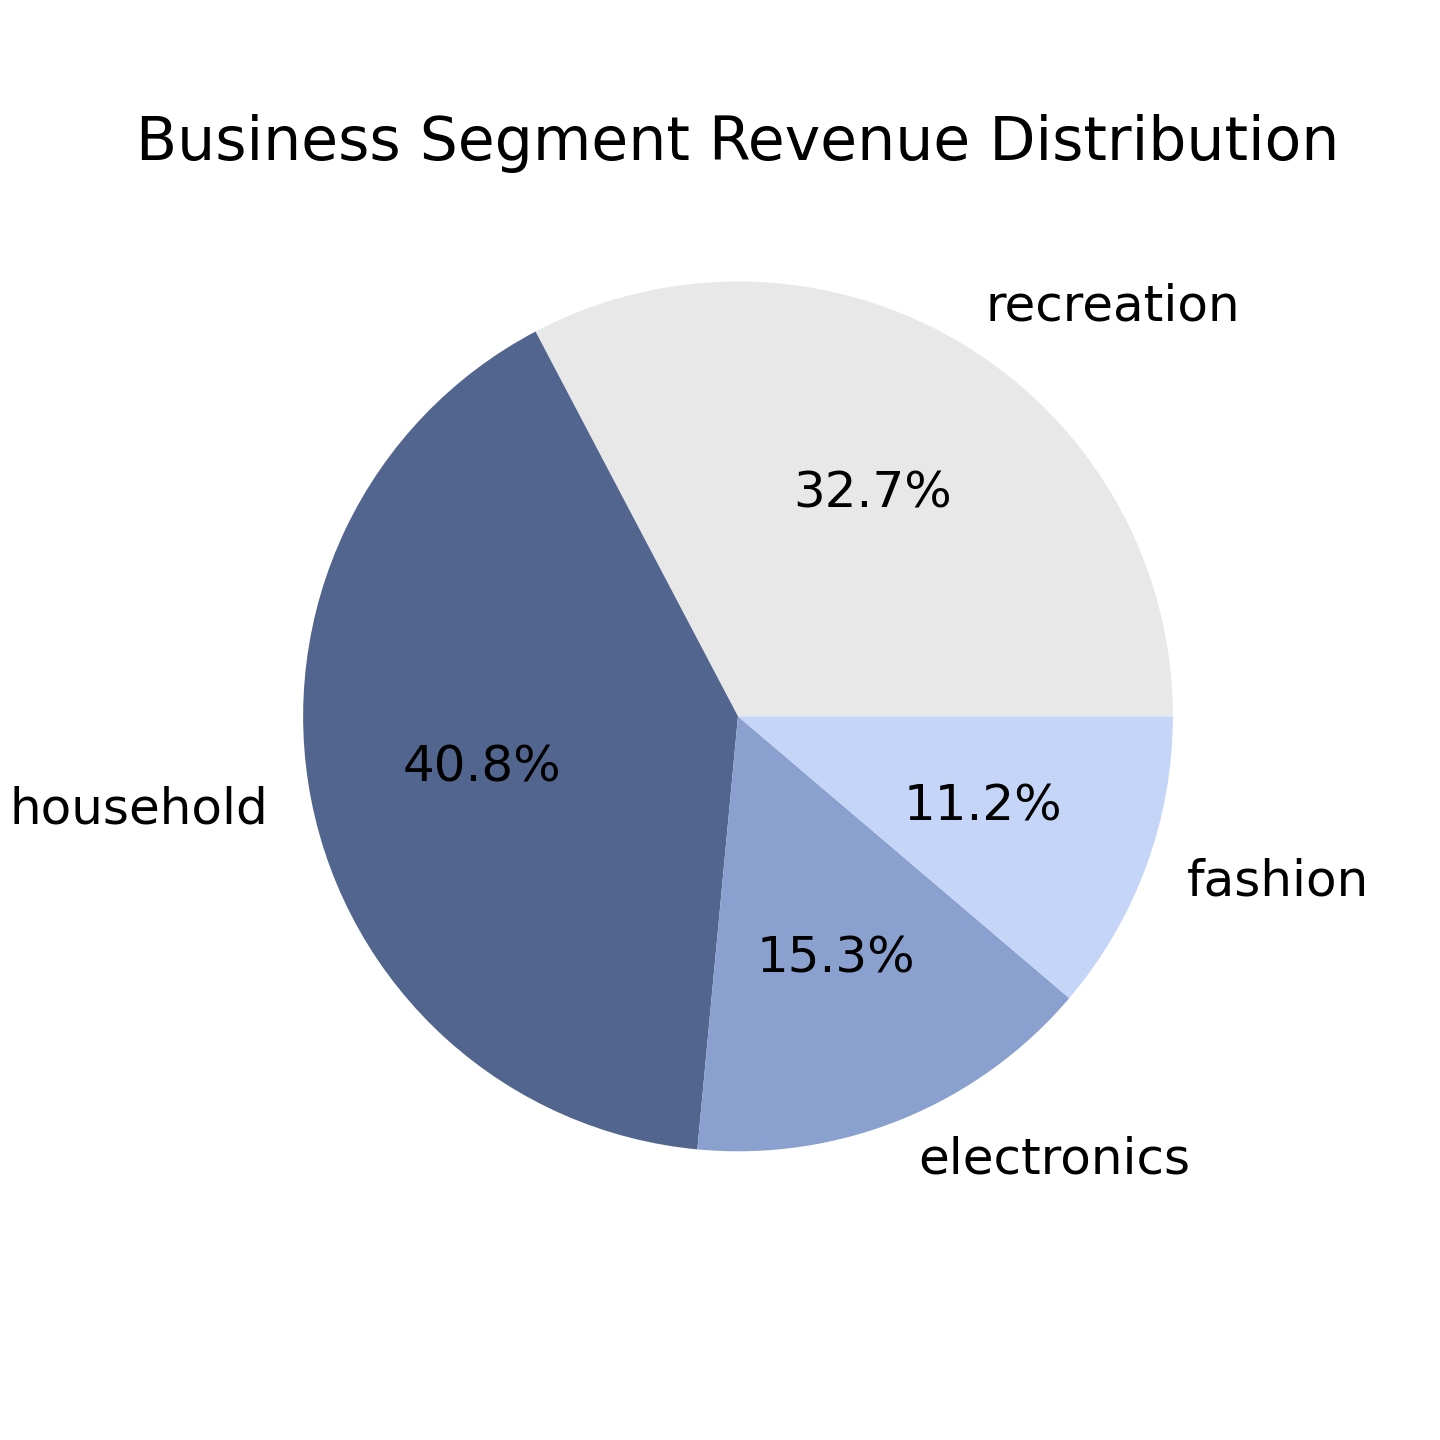 Business Segment Revenue Distribution
recreation
32.7%
40.8%
household
11.2%
fashion
15.3%
electronics